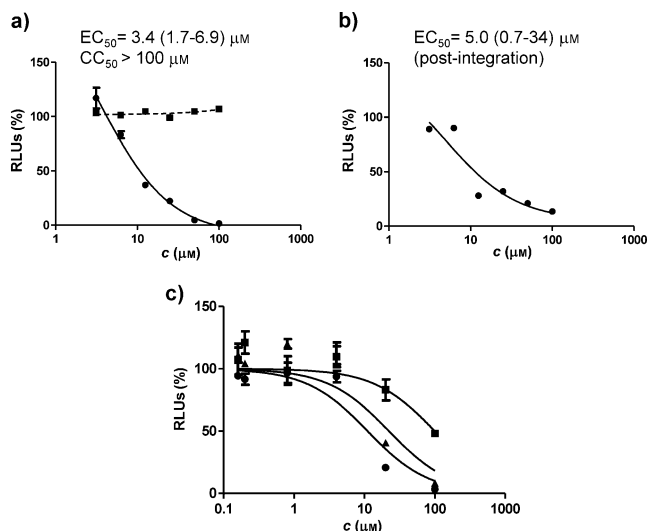 a)
EC50 = 3.4 (1.7-6.9) μM
CC50 > 100 μM
150
100
50
0
RLUs (%)
1
10
100
1000
c (μM)
b)
EC50= 5.0 (0.7-34) μM
(post-integration)
150
100
50
0
RLUs (%)
1
10
100
1000
c (μM)
c)
150
100
50
0
RLUs (%)
0.1
1
10
100
1000
c (μM)